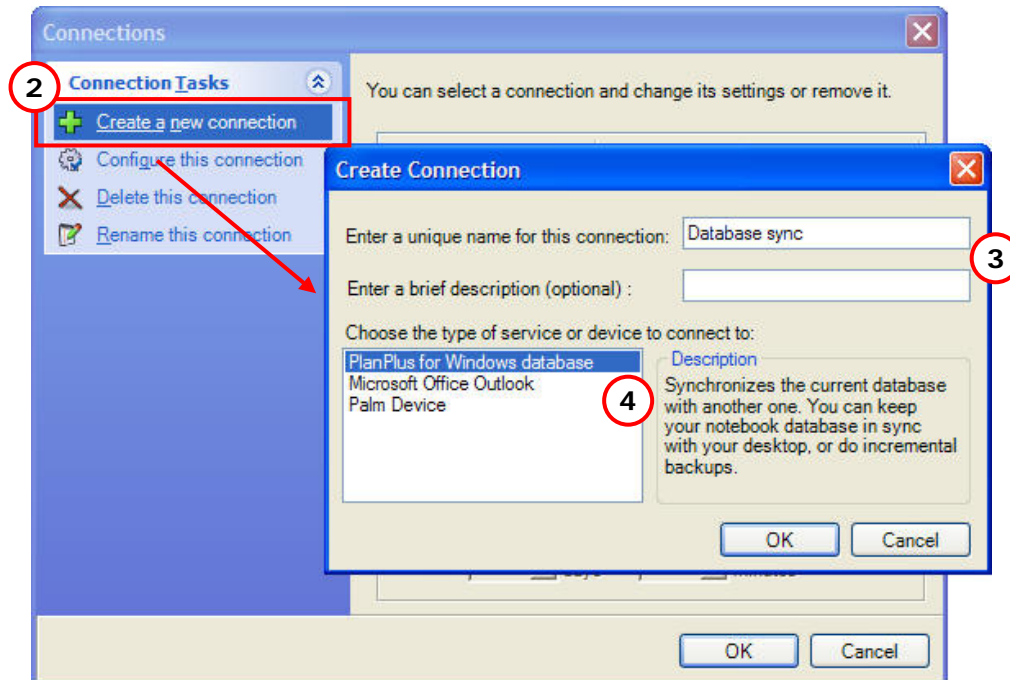 Connections
2
Connection Tasks
Create a new connection
Configure this connection
Delete this connection
Rename this connection
You can select a connection and change its settings or remove it.
Create Connection
Enter a unique name for this connection:
Database sync
3
Enter a brief description (optional) :
Choose the type of service or device to connect to:
PlanPlus for Windows database
Microsoft Office Outlook
Palm Device
4
Description
Synchronizes the current database
with another one. You can keep
your notebook database in sync
with your desktop, or do incremental
backups.
OK
Cancel
OK
Cancel